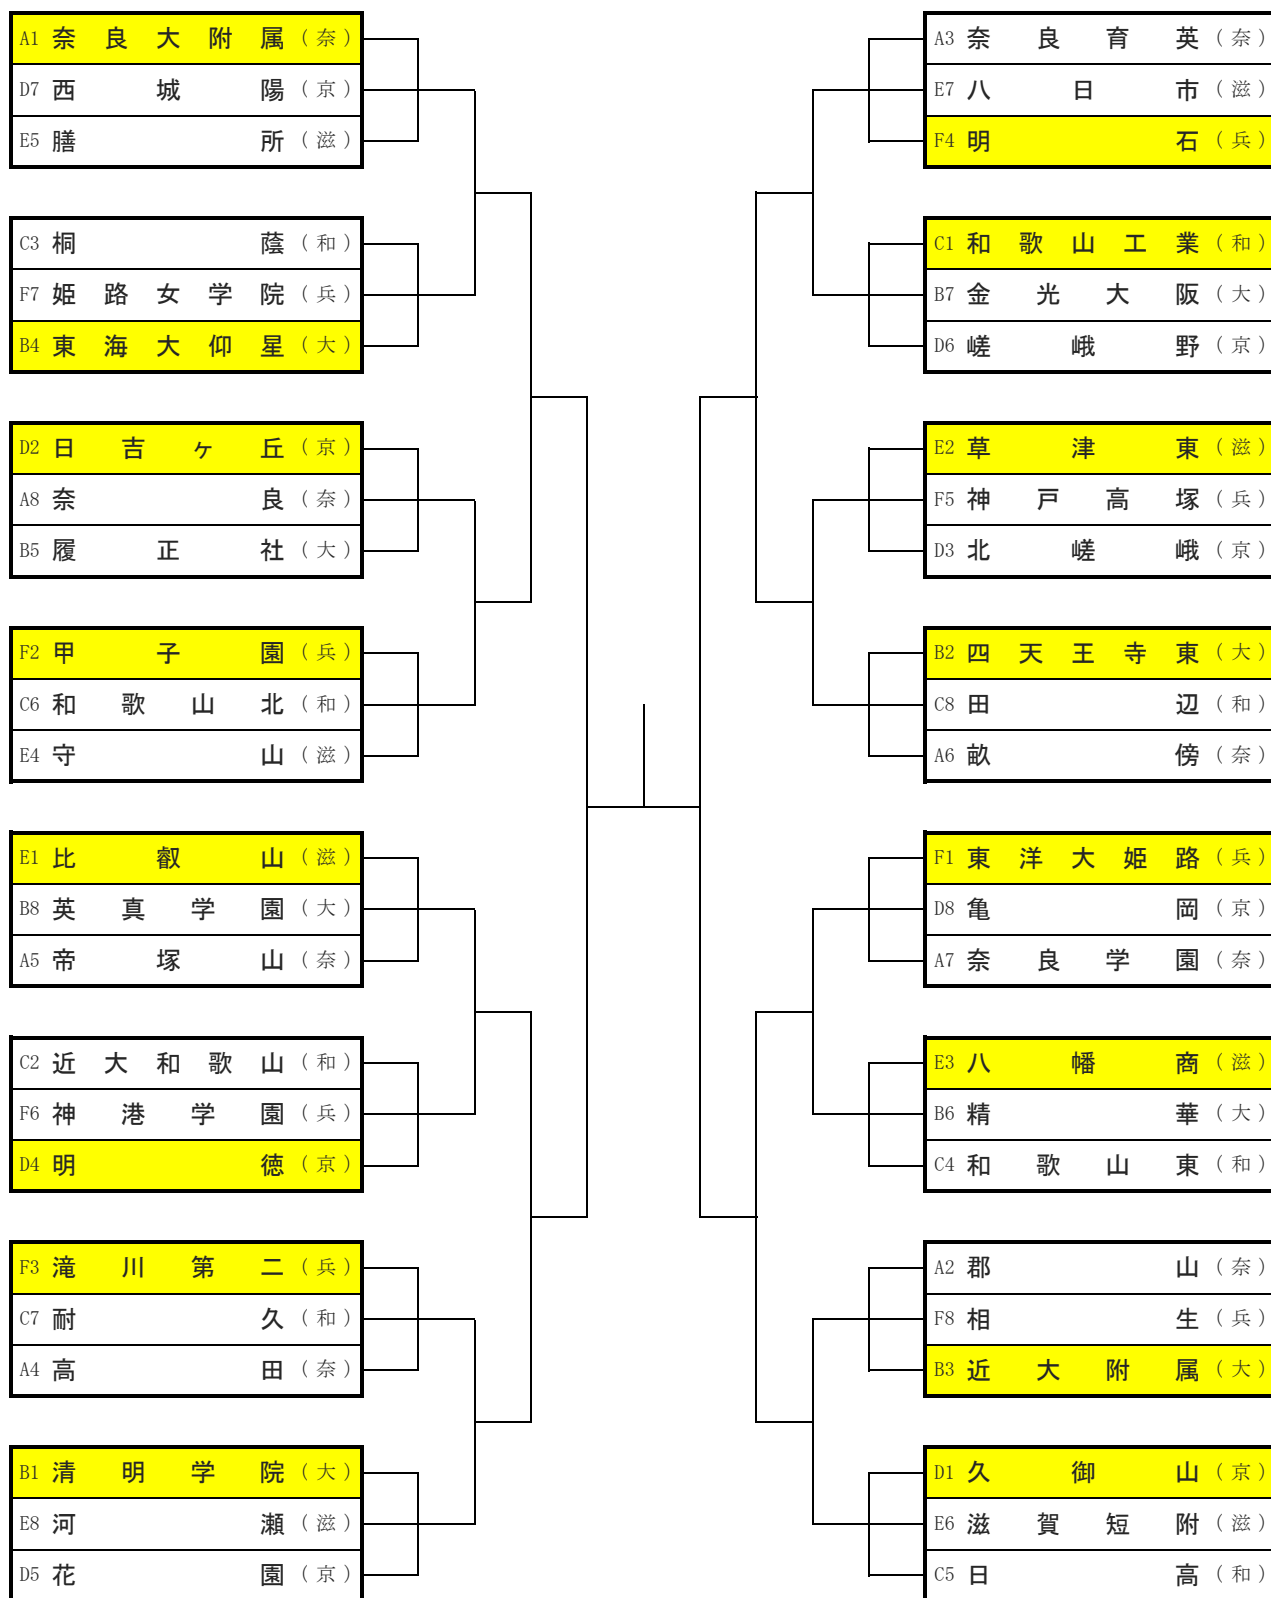 A1 奈良大附属（奈）
D7 西城陽（京）
E5 膳所（滋）
C3 桐蔭（和）
F7 姫路女学院（兵）
B4 東海大仰星（大）
D2 日吉ヶ丘（京）
A8 奈良（奈）
B5 履正社（大）
F2 甲子園（兵）
C6 和歌山北（和）
E4 守山（滋）
E1 比叡山（滋）
B8 英真学園（大）
A5 帝塚山（奈）
C2 近大和歌山（和）
F6 神港学園（兵）
D4 明徳（京）
F3 滝川第二（兵）
C7 耐久（和）
A4 高田（奈）
B1 清明学院（大）
E8 河瀬（滋）
D5 花園（京）
A3 奈良育英（奈）
E7 八日市（滋）
F4 明石（兵）
C1 和歌山工業（和）
B7 金光大阪（大）
D6 嵯峨野（京）
E2 草津東（滋）
F5 神戸高塚（兵）
D3 北嵯峨（京）
B2 四天王寺東（大）
C8 田辺（和）
A6 畝傍（奈）
F1 東洋大姫路（兵）
D8 亀岡（京）
A7 奈良学園（奈）
E3 八幡商（滋）
B6 精華（大）
C4 和歌山東（和）
A2 郡山（奈）
F8 相生（兵）
B3 近大附属（大）
D1 久御山（京）
E6 滋賀短附（滋）
C5 日高（和）